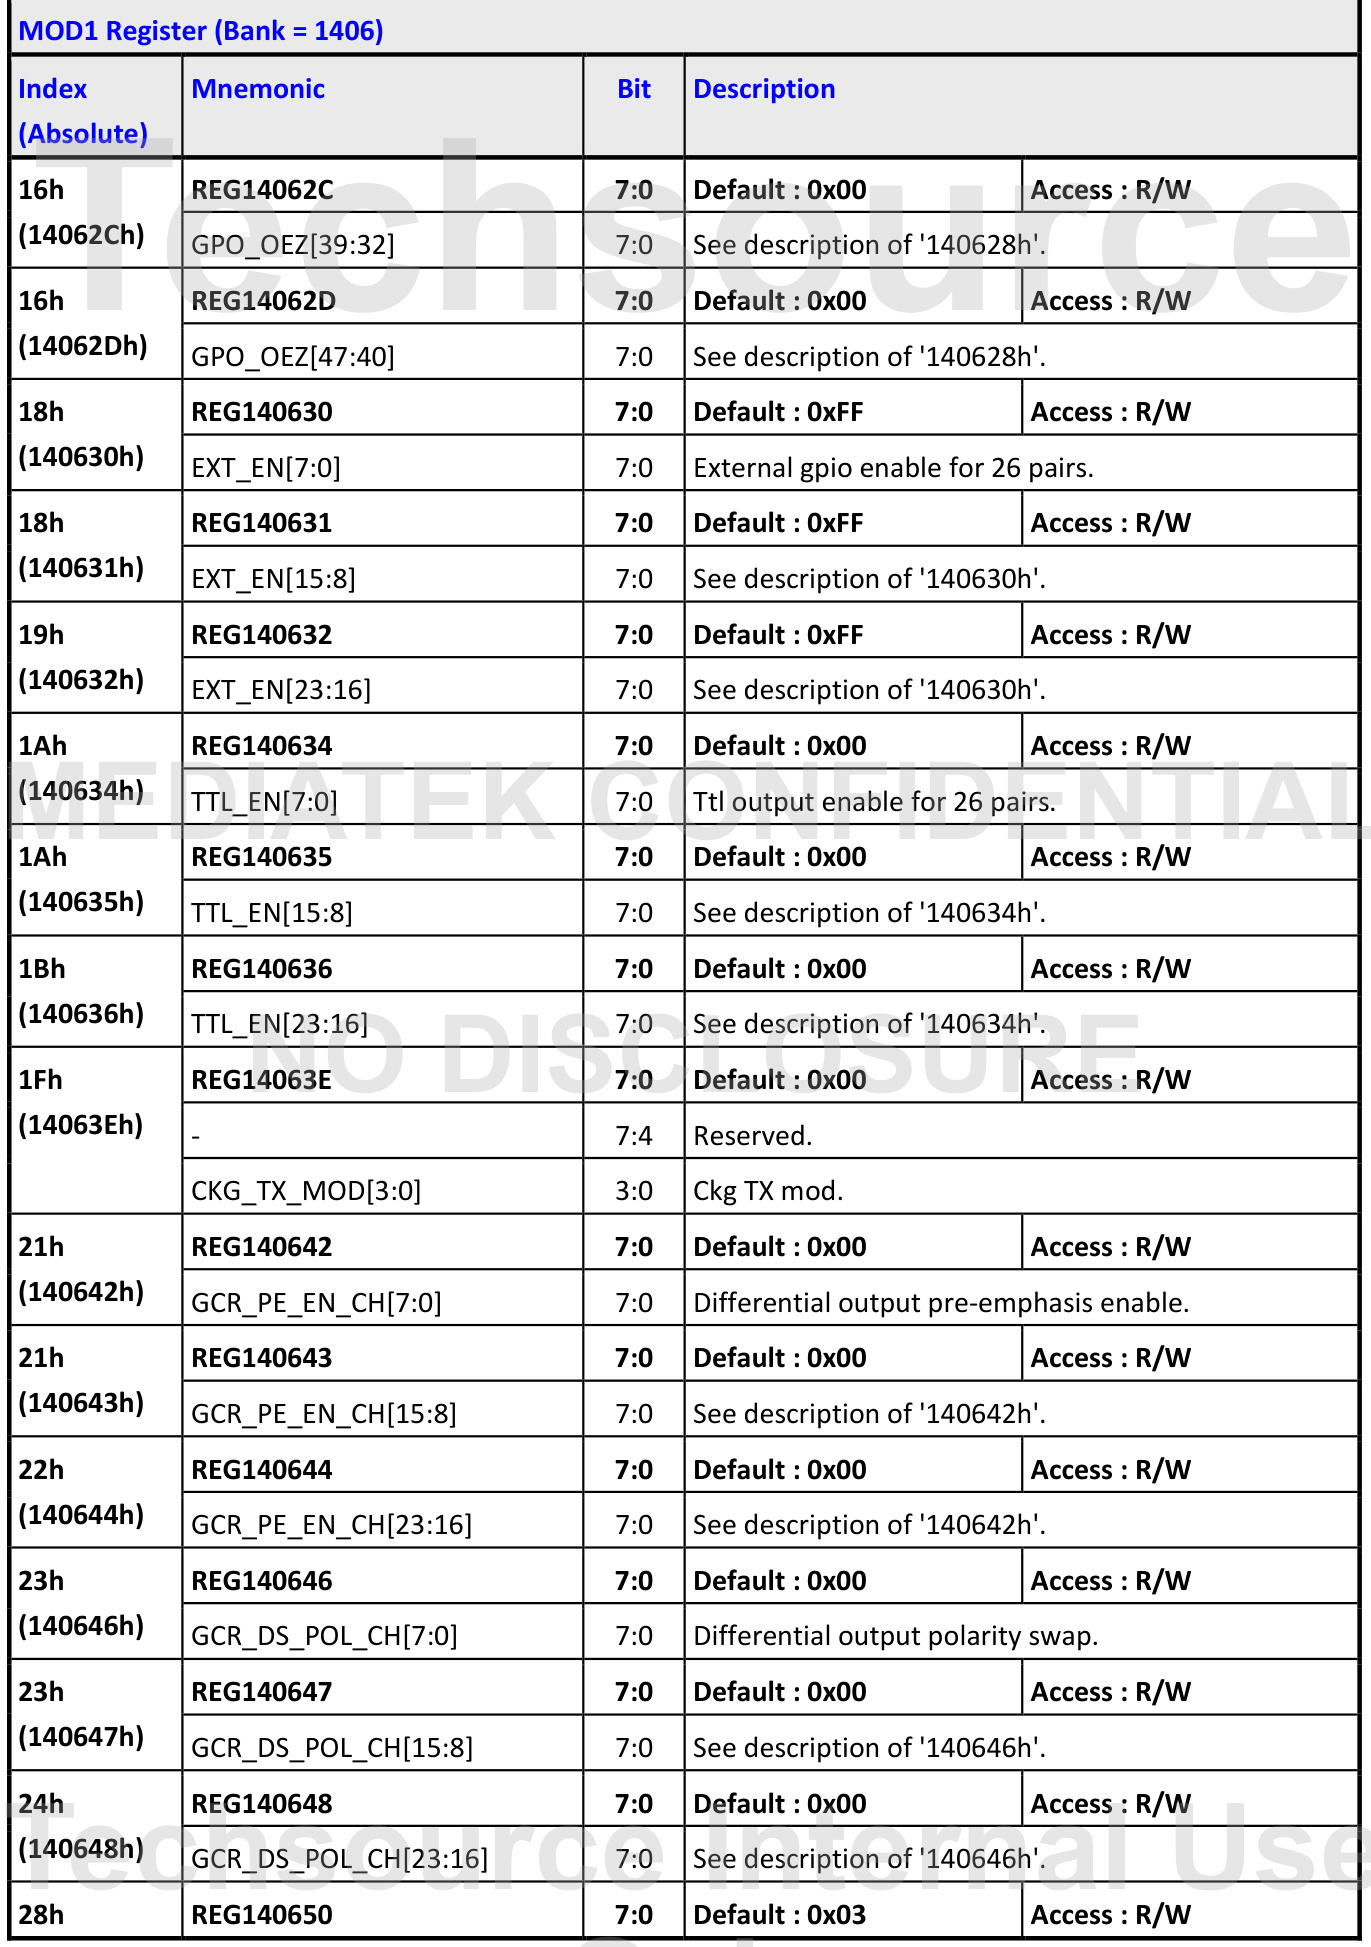 MOD1 Register (Bank = 1406)
Index (Absolute) Mnemonic Bit Description
16h (14062Ch) REG14062C 7:0 Default : 0x00 Access : R/W
GPO_OEZ[39:32] 7:0 See description of '140628h'.
16h (14062Dh) REG14062D 7:0 Default : 0x00 Access : R/W
GPO_OEZ[47:40] 7:0 See description of '140628h'.
18h (140630h) REG140630 7:0 Default : 0xFF Access : R/W
EXT_EN[7:0] 7:0 External gpio enable for 26 pairs.
18h (140631h) REG140631 7:0 Default : 0xFF Access : R/W
EXT_EN[15:8] 7:0 See description of '140630h'.
19h (140632h) REG140632 7:0 Default : 0xFF Access : R/W
EXT_EN[23:16] 7:0 See description of '140630h'.
1Ah (140634h) REG140634 7:0 Default : 0x00 Access : R/W
TTL_EN[7:0] 7:0 Ttl output enable for 26 pairs.
1Ah (140635h) REG140635 7:0 Default : 0x00 Access : R/W
TTL_EN[15:8] 7:0 See description of '140634h'.
1Bh (140636h) REG140636 7:0 Default : 0x00 Access : R/W
TTL_EN[23:16] 7:0 See description of '140634h'.
1Fh (14063Eh) REG14063E 7:0 Default : 0x00 Access : R/W
- 7:4 Reserved.
CKG_TX_MOD[3:0] 3:0 Ckg TX mod.
21h (140642h) REG140642 7:0 Default : 0x00 Access : R/W
GCR_PE_EN_CH[7:0] 7:0 Differential output pre-emphasis enable.
21h (140643h) REG140643 7:0 Default : 0x00 Access : R/W
GCR_PE_EN_CH[15:8] 7:0 See description of '140642h'.
22h (140644h) REG140644 7:0 Default : 0x00 Access : R/W
GCR_PE_EN_CH[23:16] 7:0 See description of '140642h'.
23h (140646h) REG140646 7:0 Default : 0x00 Access : R/W
GCR_DS_POL_CH[7:0] 7:0 Differential output polarity swap.
23h (140647h) REG140647 7:0 Default : 0x00 Access : R/W
GCR_DS_POL_CH[15:8] 7:0 See description of '140646h'.
24h (140648h) REG140648 7:0 Default : 0x00 Access : R/W
GCR_DS_POL_CH[23:16] 7:0 See description of '140646h'.
28h REG140650 7:0 Default : 0x03 Access : R/W
Techsource
MEDIATEK CONFIDENTIAL
NO DISCLOSURE
Techsource Internal Use